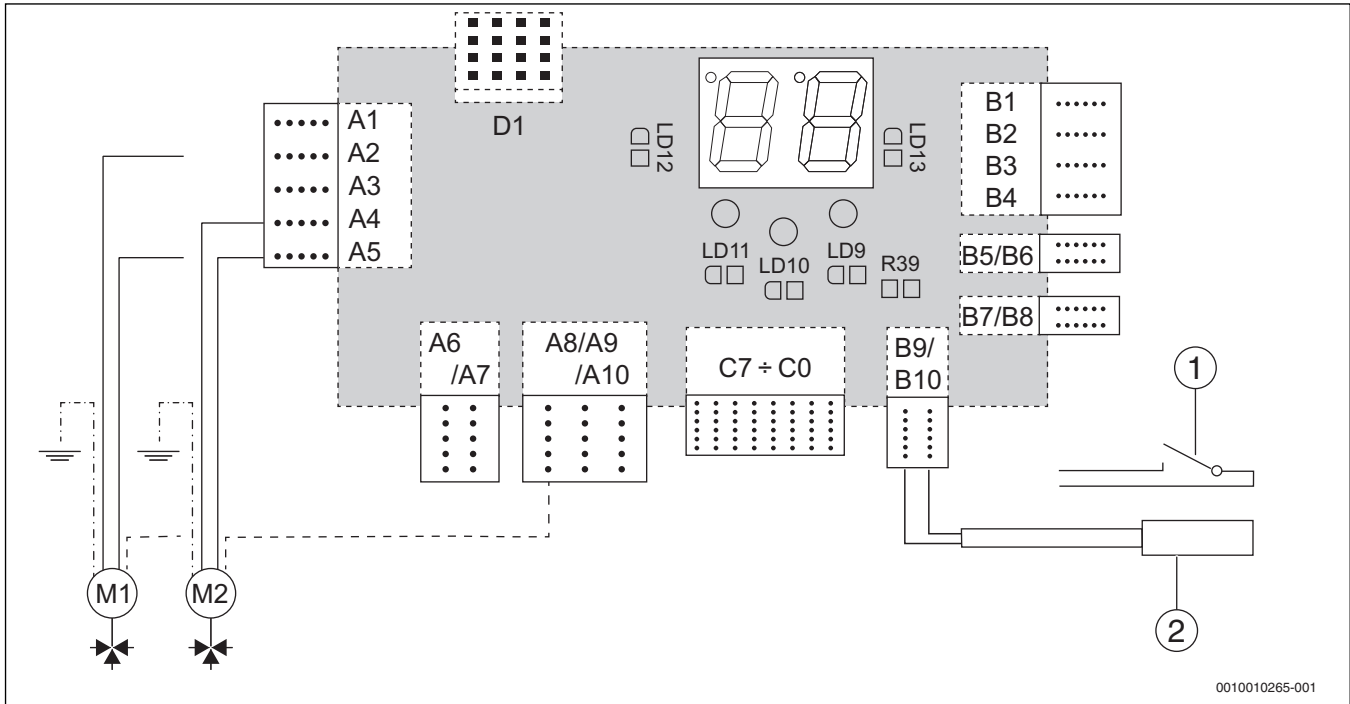 D1
A1
A2
A3
A4
A5
LD12
LD13
B1
B2
B3
B4
LD11
LD10
LD9
R39
B5/B6
B7/B8
A6
/A7
A8/A9
/A10
C7 ÷ C0
B9/
B10
1
2
M1
M2
0010010265-001